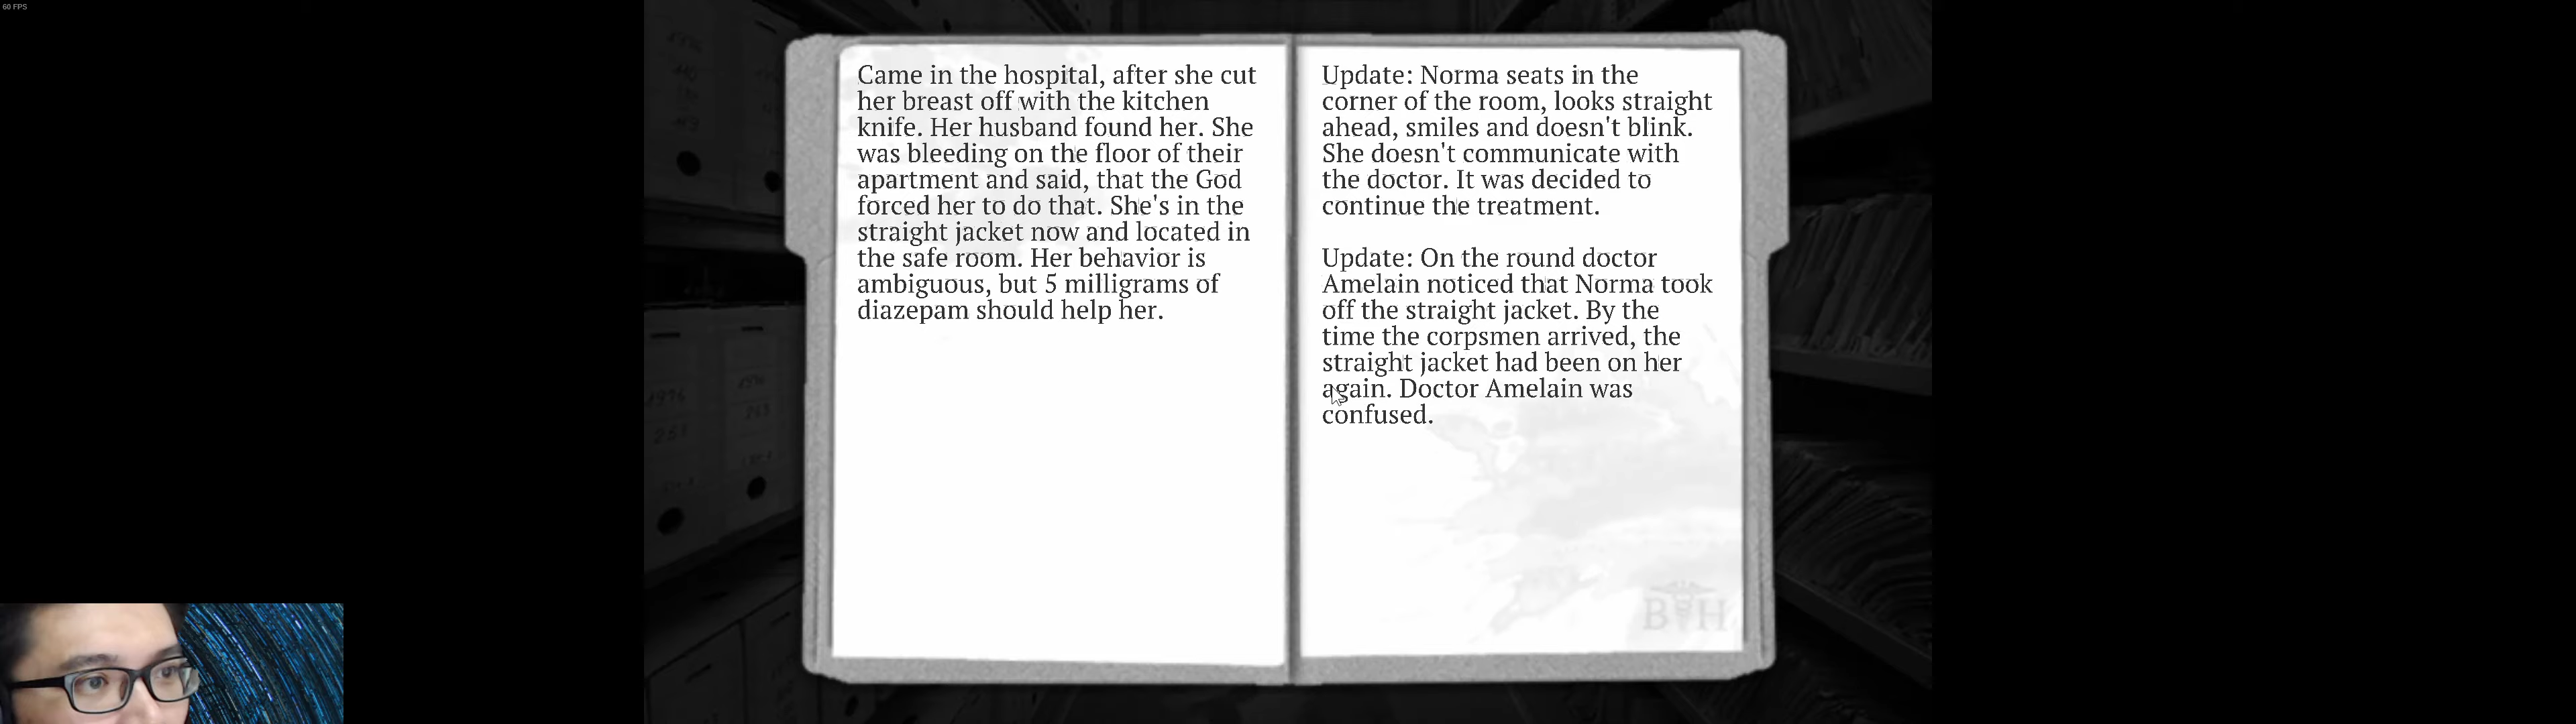 60 FPS
Came in the hospital, after she cut
her breast off with the kitchen
knife. Her husband found her. She
was bleeding on the floor of their
apartment and said, that the God
forced her to do that. She's in the
straight jacket now and located in
the safe room. Her behavior is
ambiguous, but 5 milligrams of
diazepam should help her.
Update: Norma seats in the
corner of the room, looks straight
ahead, smiles and doesn't blink.
She doesn't communicate with
the doctor. It was decided to
continue the treatment.
Update: On the round doctor
Amelain noticed that Norma took
off the straight jacket. By the
time the corpsmen arrived, the
straight jacket had been on her
again. Doctor Amelain was
confused.
B H
1976
263
261